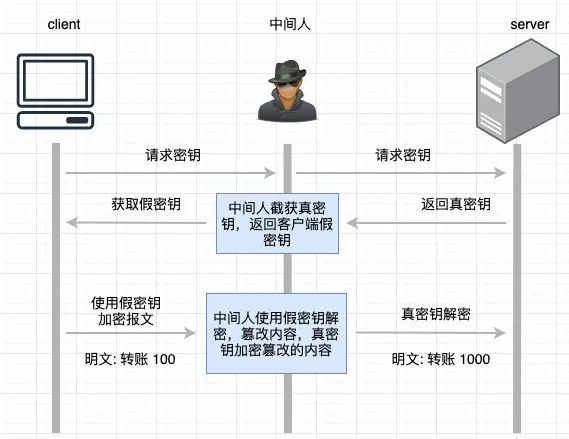 client
中间人
server
请求密钥
请求密钥
获取假密钥
中间人截获真密
钥，返回客户端假
密钥
返回真密钥
使用假密钥
加密报文
中间人使用假密钥解
密，篡改内容，真密
钥加密篡改的内容
真密钥解密
明文: 转账 100
明文: 转账 1000